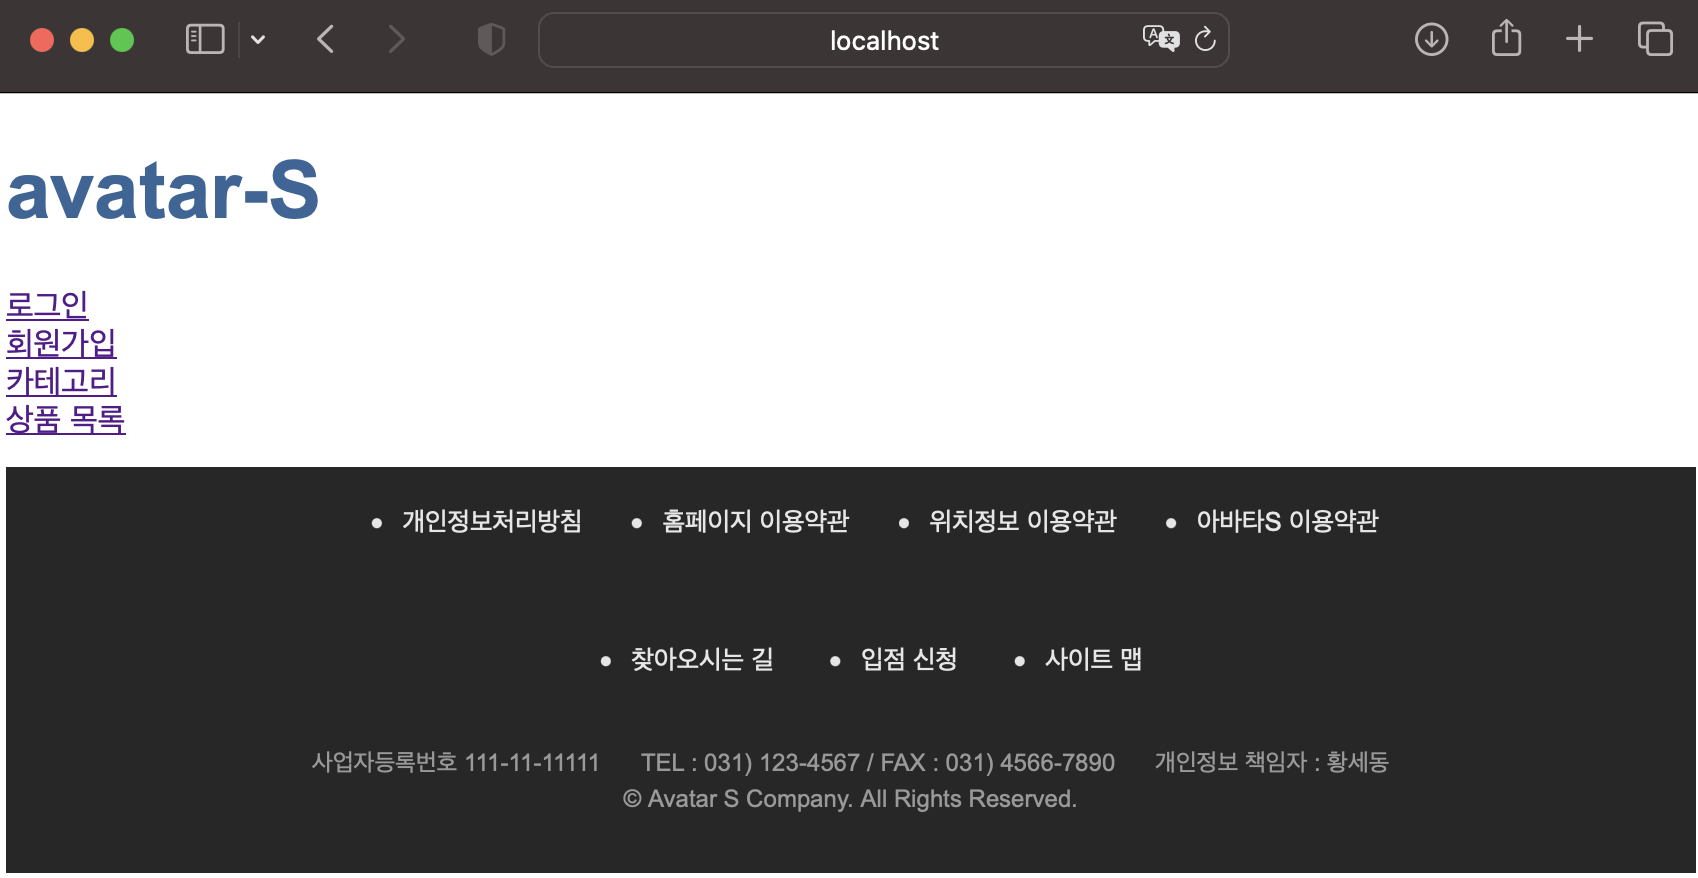 localhost
avatar-S
로그인
회원가입
카테고리
상품 목록
• 개인정보처리방침 • 홈페이지 이용약관 • 위치정보 이용약관 • 아바타S 이용약관
• 찾아오시는 길 • 입점 신청 • 사이트 맵
사업자등록번호 111-11-11111 TEL : 031) 123-4567 / FAX : 031) 4566-7890 개인정보 책임자 : 황세동
© Avatar S Company. All Rights Reserved.